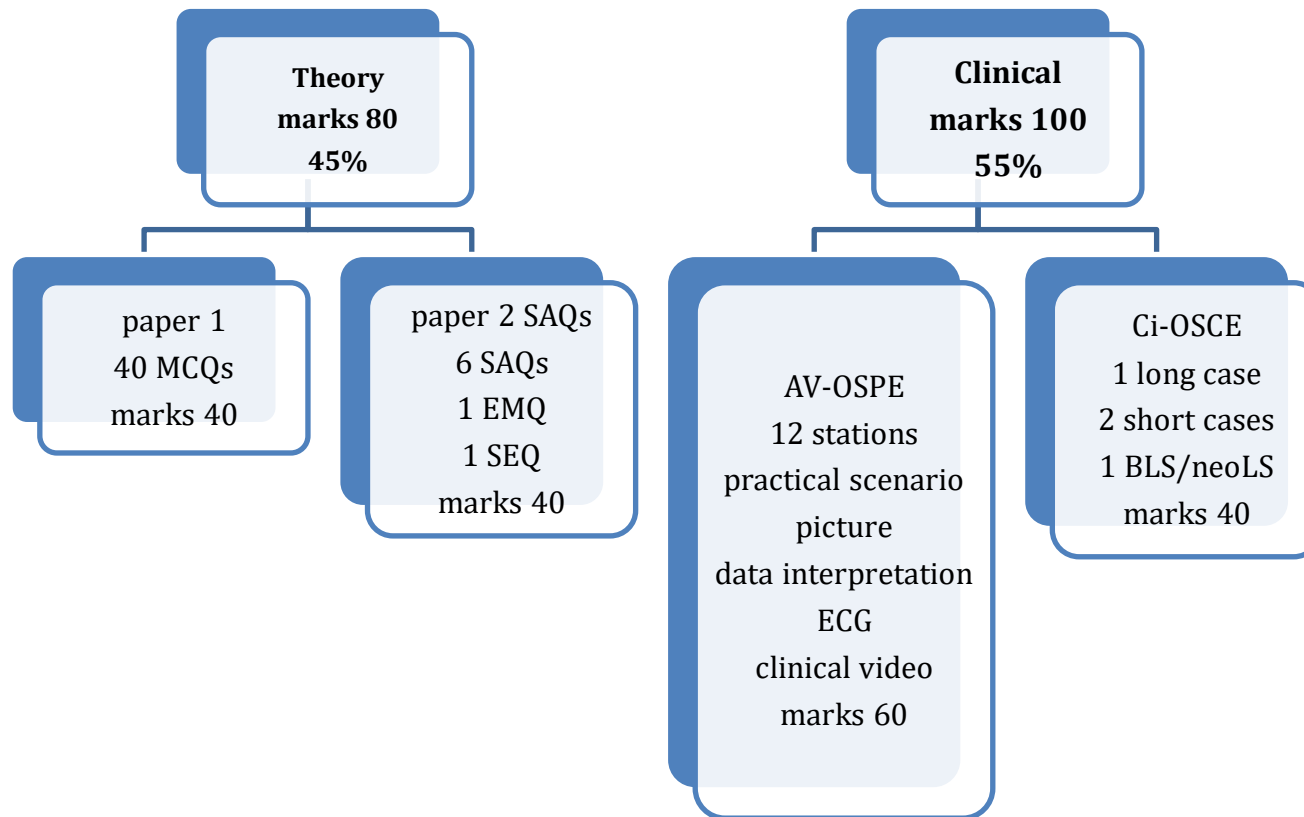 Theory
marks 80
45%
Clinical
marks 100
55%
paper 1
40 MCQs
marks 40
paper 2 SAQs
6 SAQs
1 EMQ
1 SEQ
marks 40
AV-OSPE
12 stations
practical scenario
picture
data interpretation
ECG
clinical video
marks 60
Ci-OSCE
1 long case
2 short cases
1 BLS/neoLS
marks 40